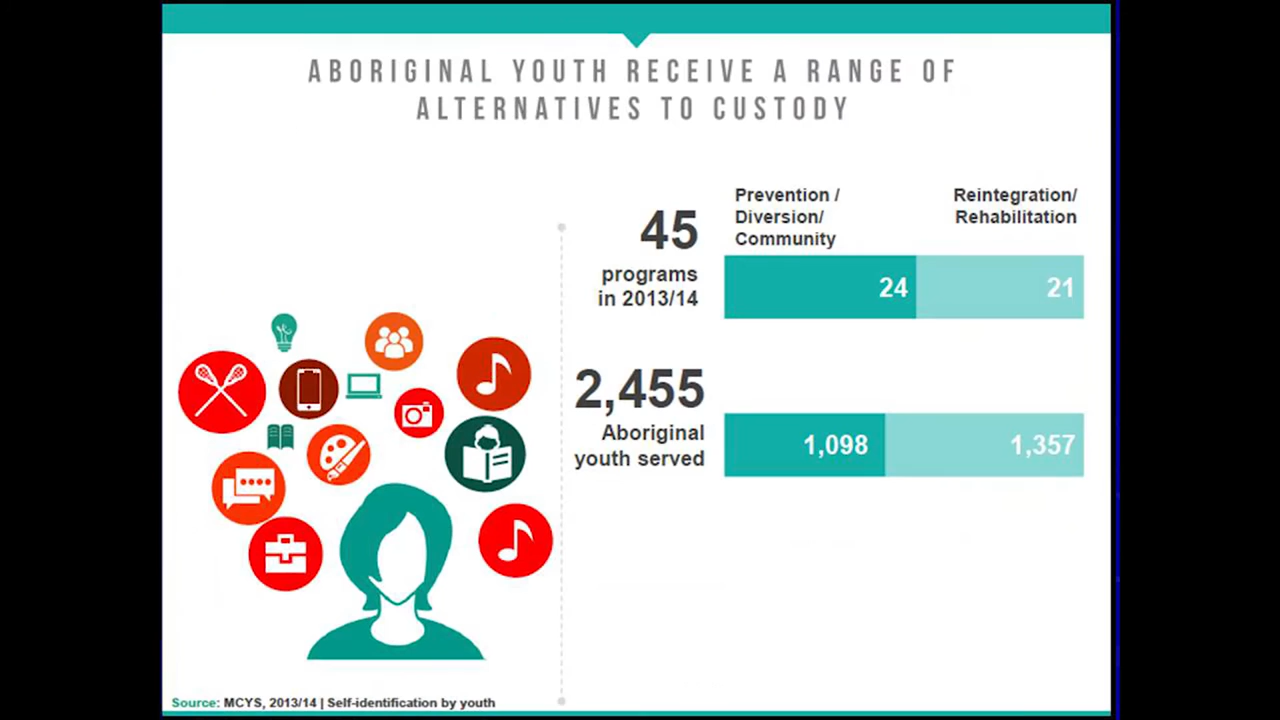 ABORIGINAL YOUTH RECEIVE A RANGE OF
ALTERNATIVES TO CUSTODY
Prevention /
Diversion/
Community
Reintegration/
Rehabilitation
45
programs
in 2013/14
24
21
2,455
Aboriginal
youth served
1,098
1,357
Source: MCYS, 2013/14 | Self-identification by youth